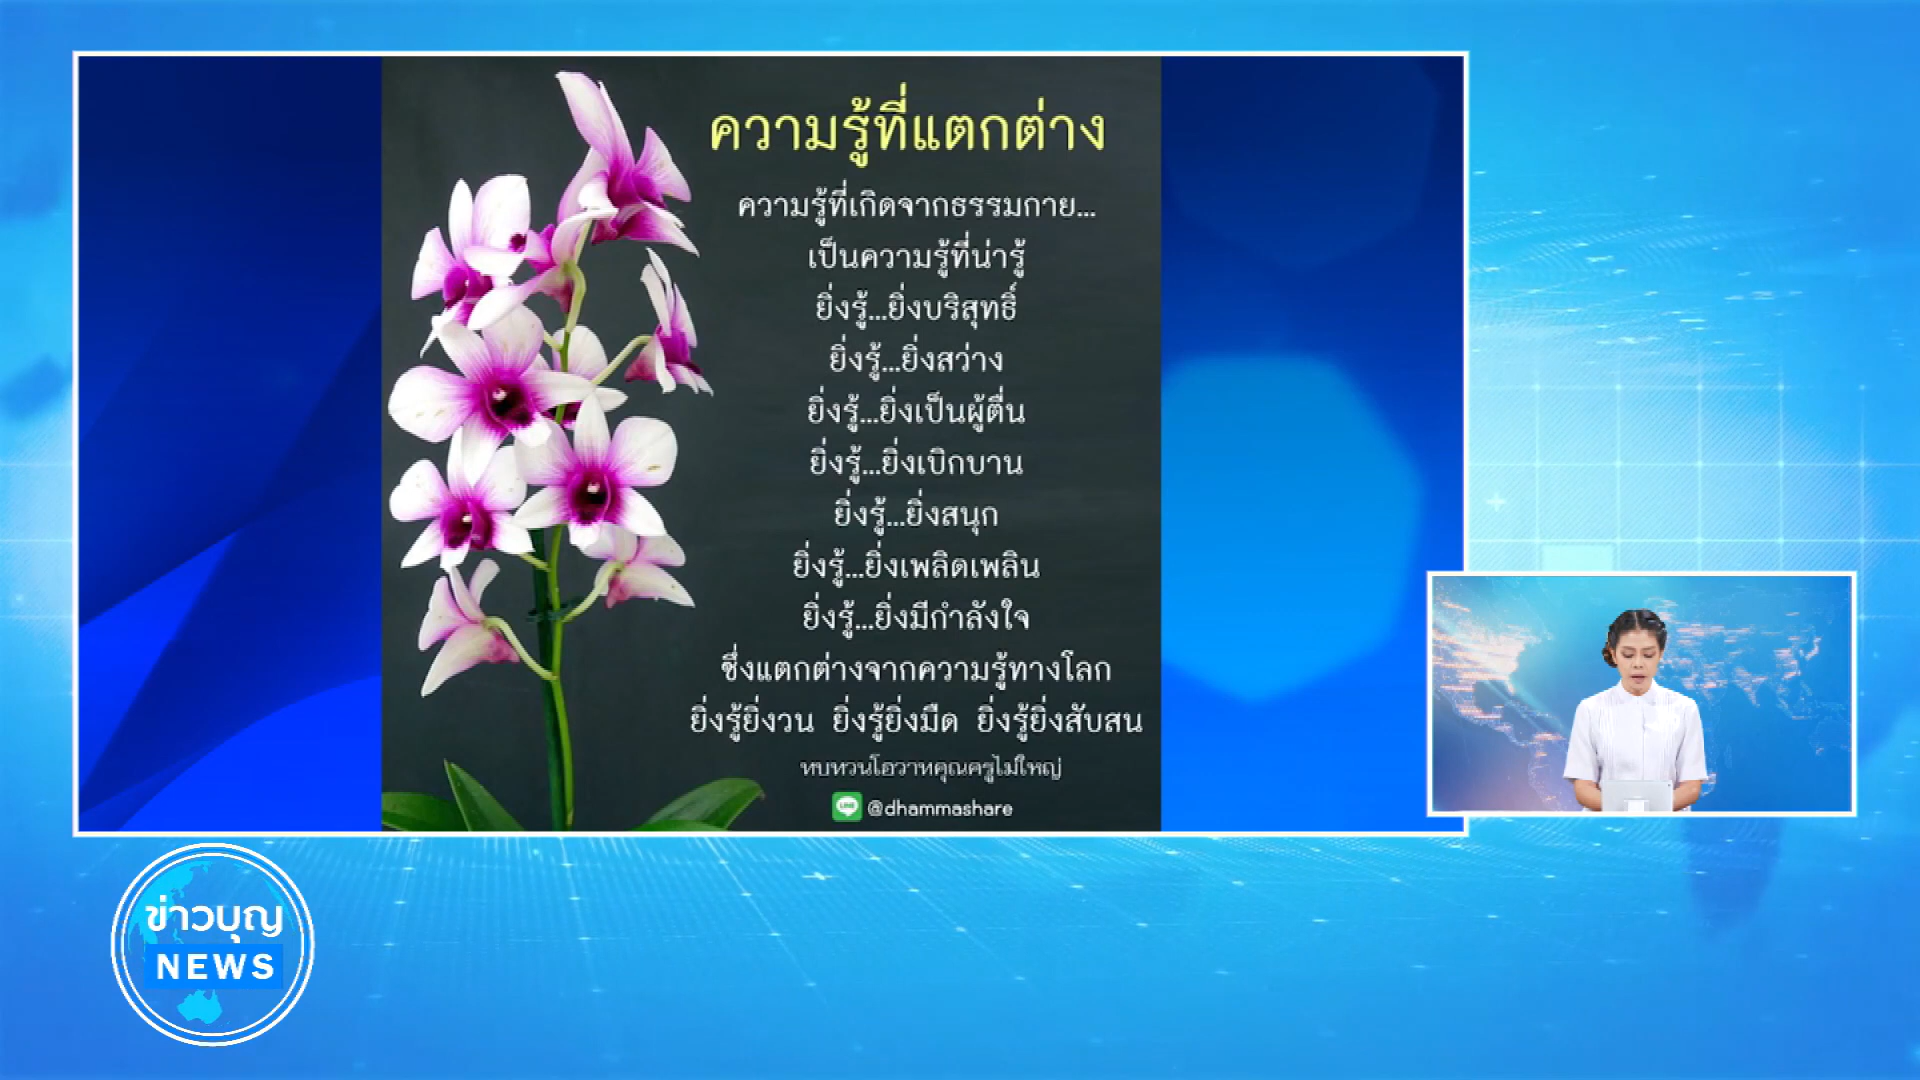 ความรู้ที่แตกต่าง
ความรู้ที่เกิดจากธรรมกาย...
เป็นความรู้ที่น่ารู้
ยิ่งรู้...ยิ่งบริสุทธิ์
ยิ่งรู้...ยิ่งสว่าง
ยิ่งรู้...ยิ่งเป็นผู้ตื่น
ยิ่งรู้...ยิ่งเบิกบาน
ยิ่งรู้...ยิ่งสนุก
ยิ่งรู้...ยิ่งเพลิดเพลิน
ยิ่งรู้...ยิ่งมีกำลังใจ
ซึ่งแตกต่างจากความรู้ทางโลก
ยิ่งรู้ยิ่งวน ยิ่งรู้ยิ่งมืด ยิ่งรู้ยิ่งสับสน
ทบทวนโอวาทคุณครูไม่ใหญ่
LINE @dhammashare
ข่าวบุญ
NEWS